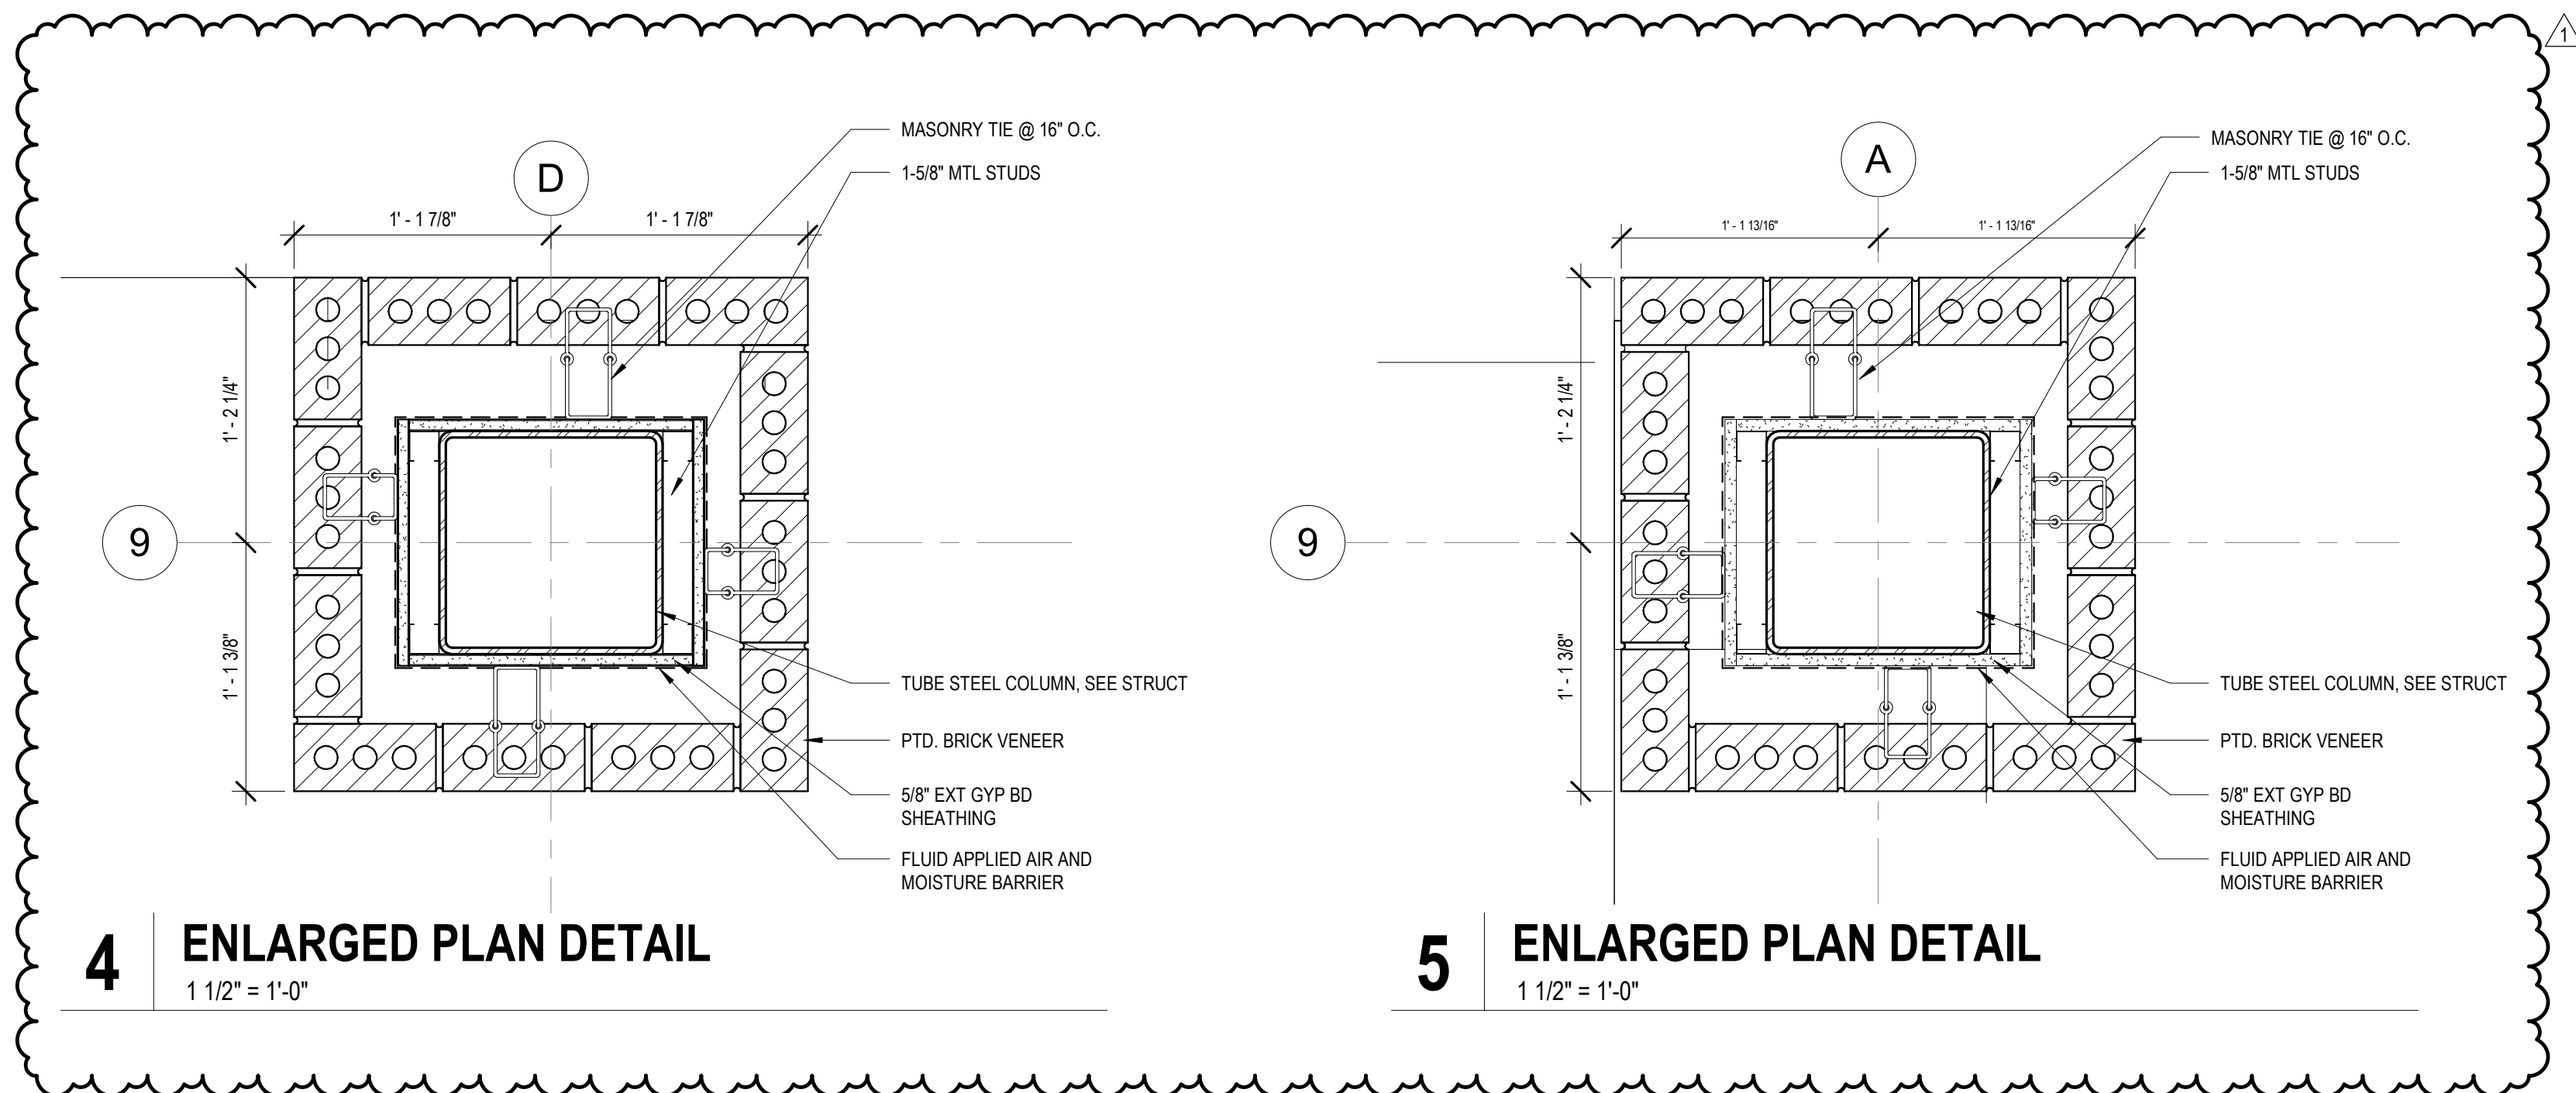 1
D
1' - 1 7/8"
1' - 1 7/8"
MASONRY TIE @ 16" O.C.
1-5/8" MTL STUDS
1' - 2 1/4"
9
1' - 1 3/8"
TUBE STEEL COLUMN, SEE STRUCT
PTD. BRICK VENEER
5/8" EXT GYP BD
SHEATHING
FLUID APPLIED AIR AND
MOISTURE BARRIER
4
ENLARGED PLAN DETAIL
1 1/2" = 1'-0"
A
1' - 1 13/16"
1' - 1 13/16"
MASONRY TIE @ 16" O.C.
1-5/8" MTL STUDS
1' - 2 1/4"
9
1' - 1 3/8"
TUBE STEEL COLUMN, SEE STRUCT
PTD. BRICK VENEER
5/8" EXT GYP BD
SHEATHING
FLUID APPLIED AIR AND
MOISTURE BARRIER
5
ENLARGED PLAN DETAIL
1 1/2" = 1'-0"